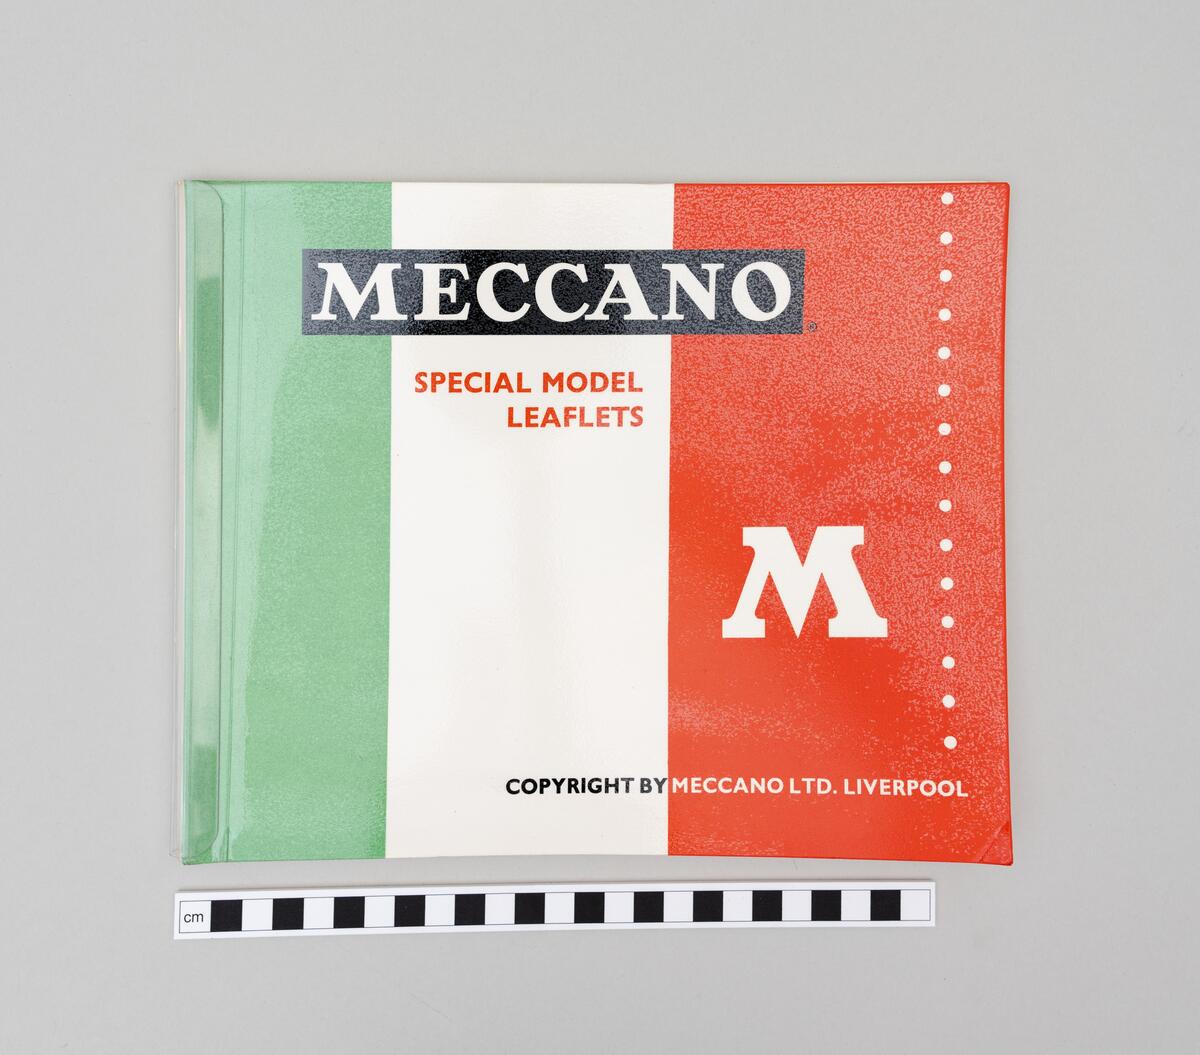 MECCANO®
SPECIAL MODEL
LEAFLETS
M
COPYRIGHT BY MECCANO LTD. LIVERPOOL
cm